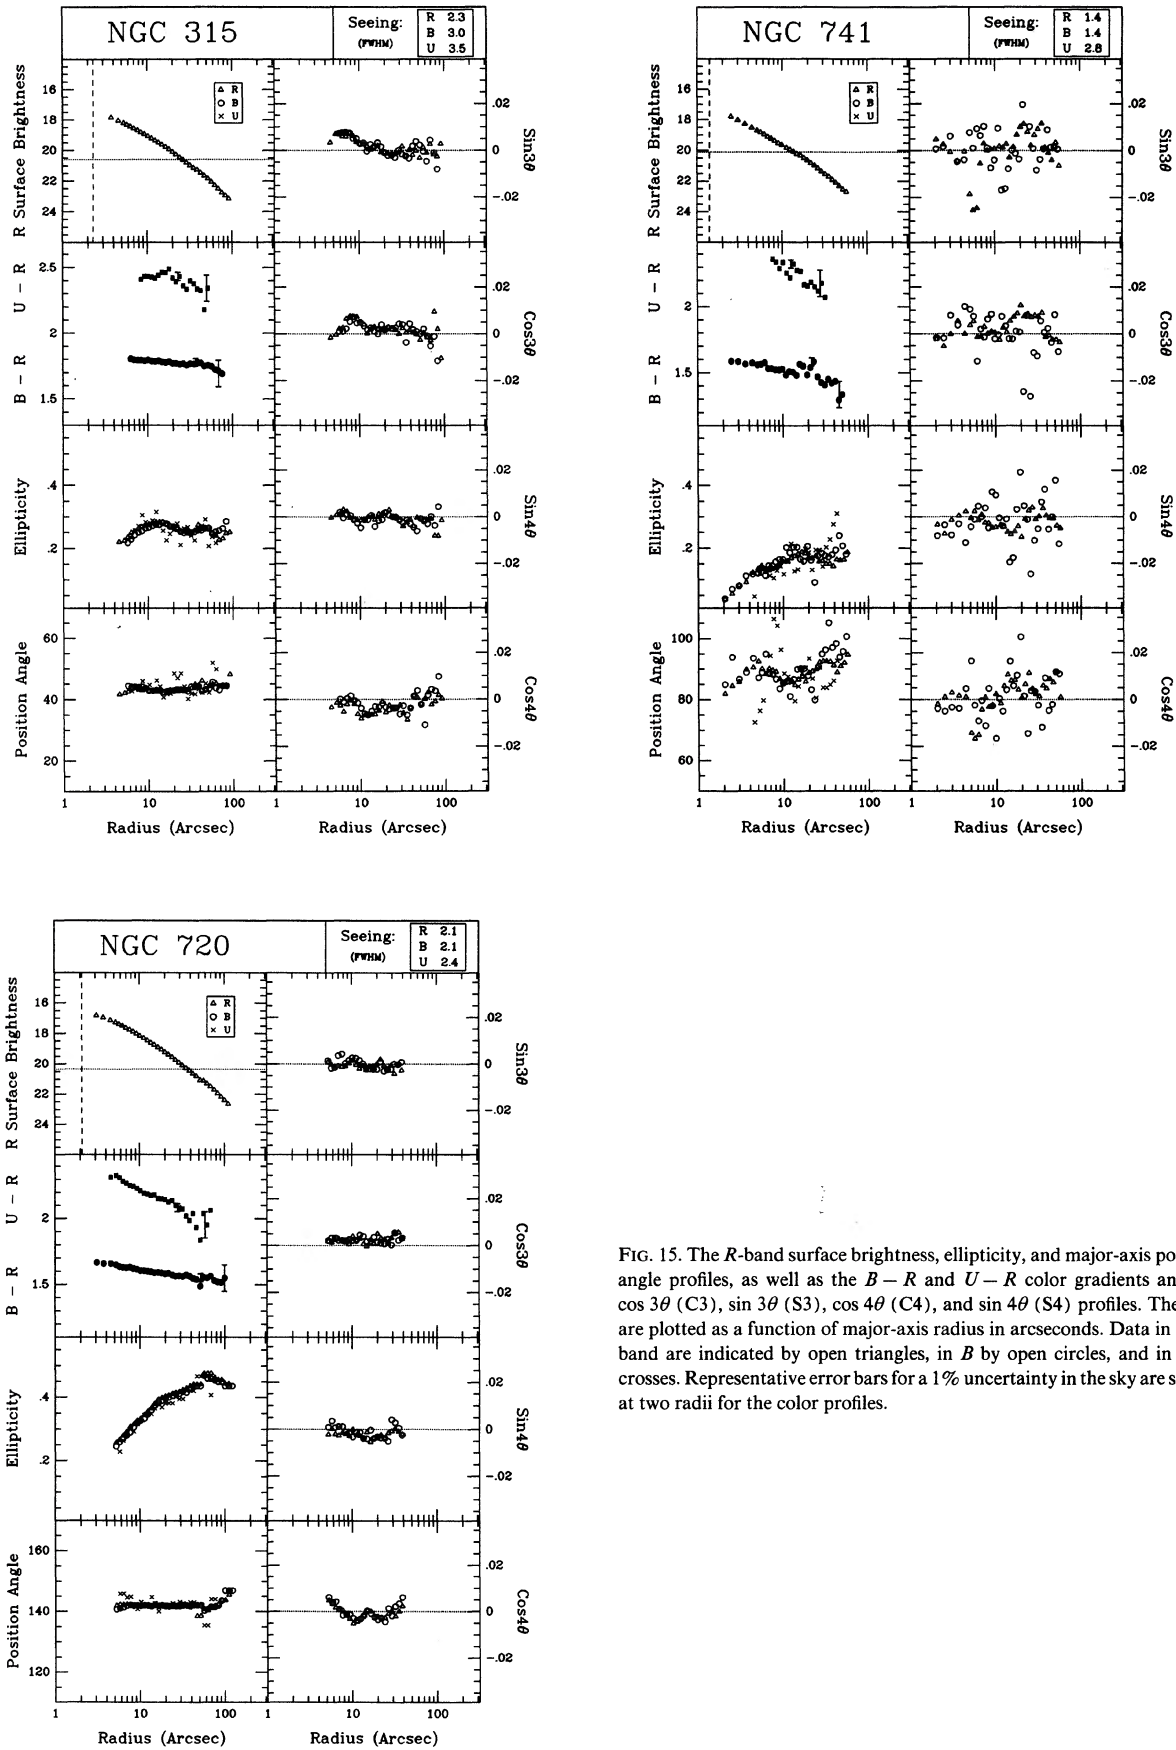 NGC 315
Seeing:
(FWHM)
R 2.3
B 3.0
U 3.5
R Surface Brightness
16
18
20
22
24
R
B
U
.02
0
-.02
Sin3θ
U – R
B – R
2.5
2
1.5
.02
0
-.02
Cos3θ
Ellipticity
.4
.2
.02
0
-.02
Sin4θ
Position Angle
60
40
20
.02
0
-.02
Cos4θ
1 10 100
1 10 100
Radius (Arcsec)
Radius (Arcsec)
NGC 741
Seeing:
(FWHM)
R 1.4
B 1.4
U 2.8
R Surface Brightness
16
18
20
22
24
R
B
U
.02
0
-.02
Sin3θ
U – R
B – R
2
1.5
.02
0
-.02
Cos3θ
Ellipticity
.4
.2
.02
0
-.02
Sin4θ
Position Angle
100
80
60
.02
0
-.02
Cos4θ
1 10 100
1 10 100
Radius (Arcsec)
Radius (Arcsec)
NGC 720
Seeing:
(FWHM)
R 2.1
B 2.1
U 2.4
R Surface Brightness
16
18
20
22
24
R
B
U
.02
0
-.02
Sin3θ
U – R
B – R
2
1.5
.02
0
-.02
Cos3θ
Ellipticity
.4
.2
.02
0
-.02
Sin4θ
Position Angle
160
140
120
.02
0
-.02
Cos4θ
1 10 100
1 10 100
Radius (Arcsec)
Radius (Arcsec)
FIG. 15. The R-band surface brightness, ellipticity, and major-axis po
angle profiles, as well as the B – R and U – R color gradients an
cos 3θ (C3), sin 3θ (S3), cos 4θ (C4), and sin 4θ (S4) profiles. The
are plotted as a function of major-axis radius in arcseconds. Data in
band are indicated by open triangles, in B by open circles, and in
crosses. Representative error bars for a 1% uncertainty in the sky are s
at two radii for the color profiles.